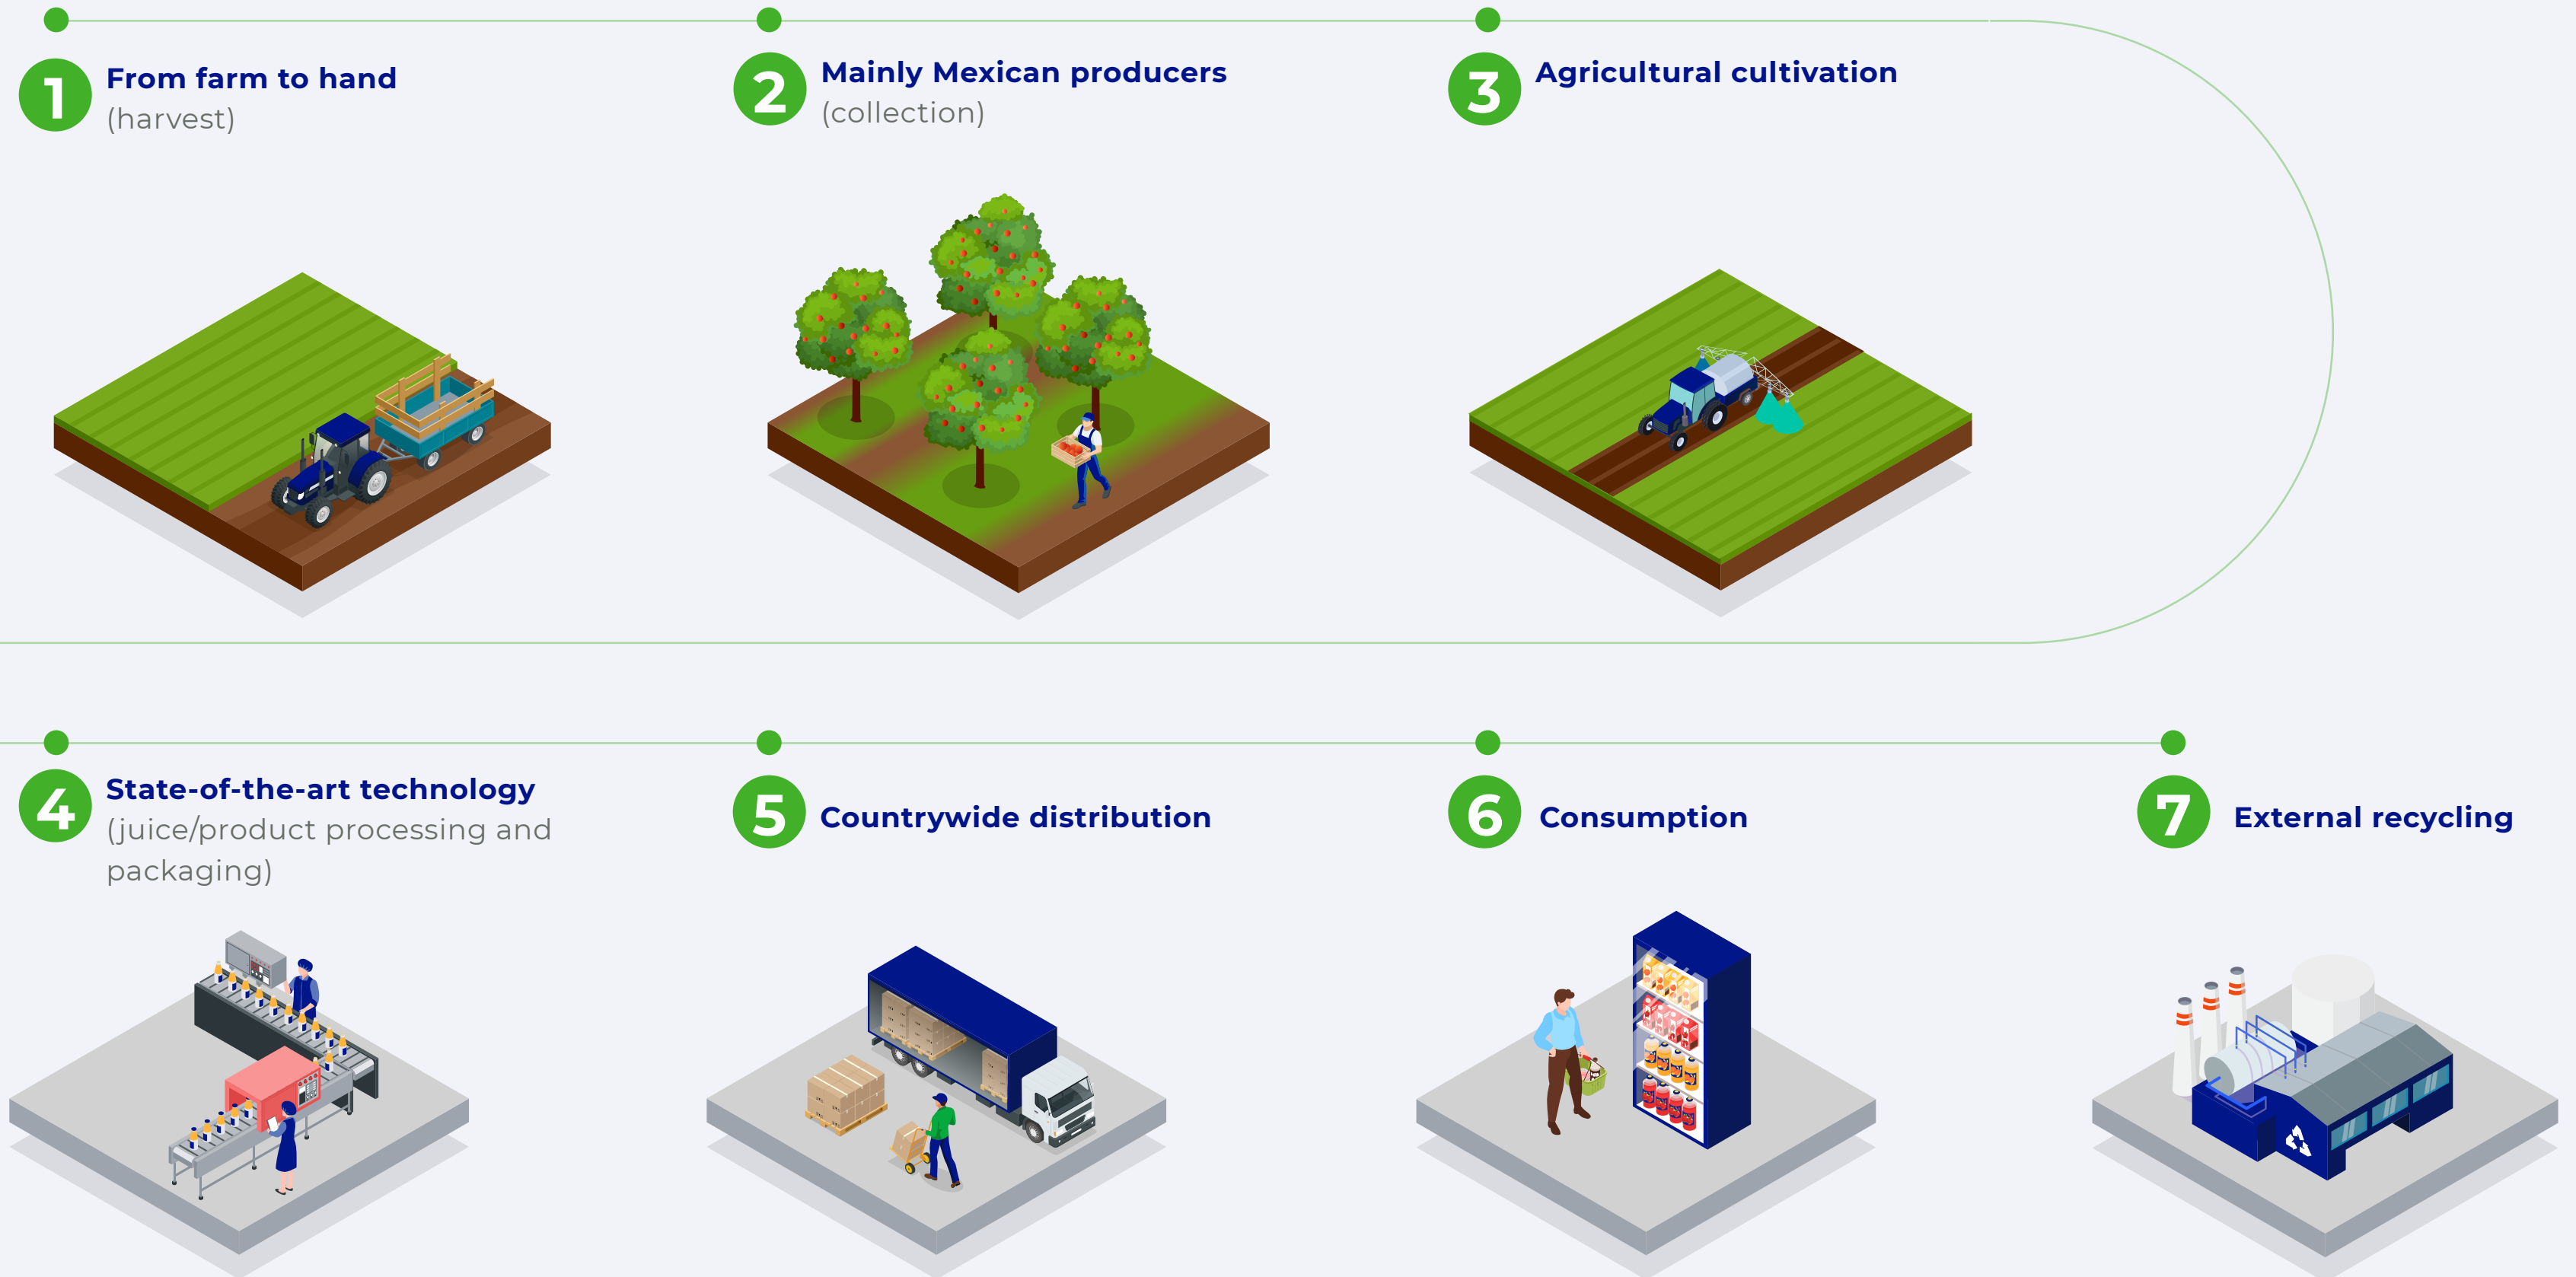 1 From farm to hand
(harvest)
2 Mainly Mexican producers
(collection)
3 Agricultural cultivation
4 State-of-the-art technology
(juice/product processing and
packaging)
5 Countrywide distribution
6 Consumption
7 External recycling